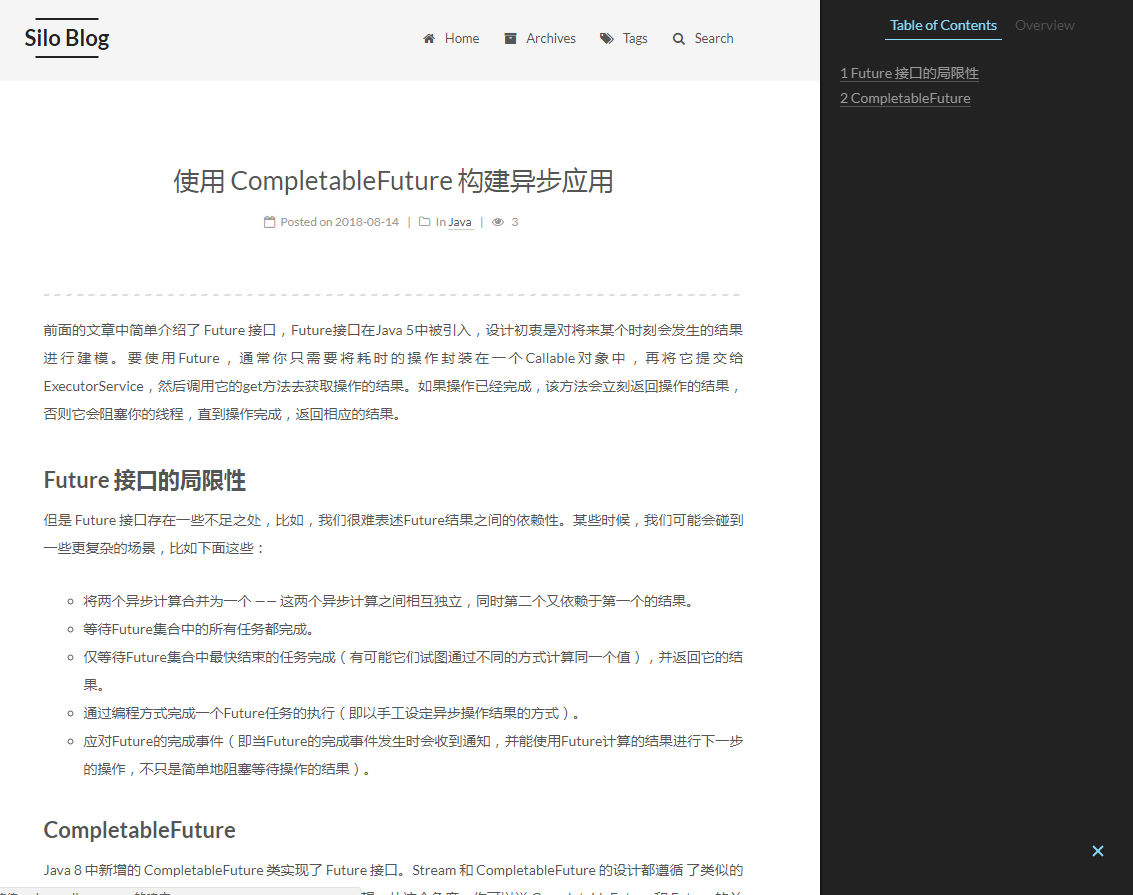 Silo Blog
Home Archives Tags Search
Table of Contents Overview
1 Future 接口的局限性
2 CompletableFuture
使用 CompletableFuture 构建异步应用
Posted on 2018-08-14 | In Java | 3
前面的文章中简单介绍了 Future 接口，Future接口在Java 5中被引入，设计初衷是对将来某个时刻会发生的结果
进行建模。要使用Future，通常你只需要将耗时的操作封装在一个Callable对象中，再将它提交给
ExecutorService，然后调用它的get方法去获取操作的结果。如果操作已经完成，该方法会立刻返回操作的结果，
否则它会阻塞你的线程，直到操作完成，返回相应的结果。
Future 接口的局限性
但是 Future 接口存在一些不足之处，比如，我们很难表述Future结果之间的依赖性。某些时候，我们可能会碰到
一些更复杂的场景，比如下面这些：
将两个异步计算合并为一个 —— 这两个异步计算之间相互独立，同时第二个又依赖于第一个的结果。
等待Future集合中的所有任务都完成。
仅等待Future集合中最快结束的任务完成（有可能它们试图通过不同的方式计算同一个值），并返回它的结
果。
通过编程方式完成一个Future任务的执行（即以手工设定异步操作结果的方式）。
应对Future的完成事件（即当Future的完成事件发生时会收到通知，并能使用Future计算的结果进行下一步
的操作，不只是简单地阻塞等待操作的结果）。
CompletableFuture
Java 8 中新增的 CompletableFuture 类实现了 Future 接口。Stream 和 CompletableFuture 的设计都遵循 了类似的